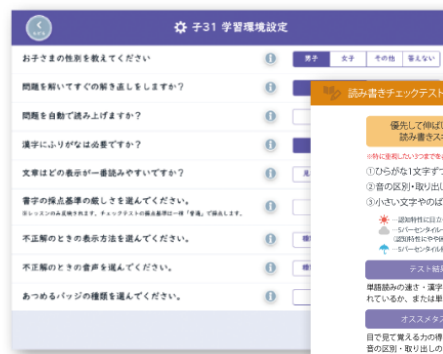 子31 学習環境設定
お子さまの性別を教えてください
男子 女子 その他 答えない
問題を解いてすぐの解き直しをしますか？
問題を自動で読み上げますか？
漢字にふりがなは必要ですか？
文章はどの表示が一番読みやすいですか？
書字の採点基準の厳しさを選んでください。
不正解のときの表示方法を選んでください。
不正解のときの音声を選んでください。
あつめるバッジの種類を選んでください。
読み書きチェックテスト
優先して伸ば
読み書きス
①ひらがな1文字ず
②音の区別・取り出し
③小さい文字やのば
テスト結
単語読みの速さ・漢字
れているか、または単
オススメタ
目で見て覚える力の
音の区別・取り出しの